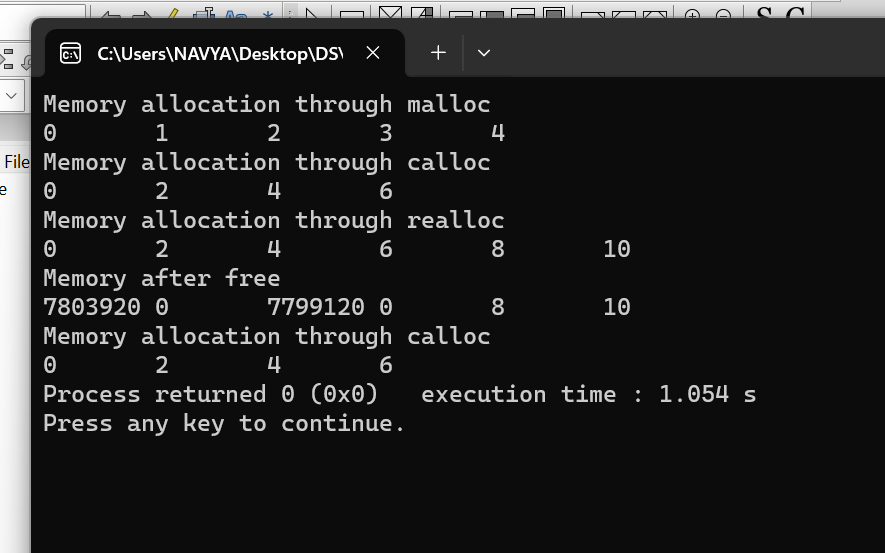 C:\Users\NAVYA\Desktop\DS\
File
e
Memory allocation through malloc
0 1 2 3 4
Memory allocation through calloc
0 2 4 6
Memory allocation through realloc
0 2 4 6 8 10
Memory after free
7803920 0 7799120 0 8 10
Memory allocation through calloc
0 2 4 6
Process returned 0 (0x0) execution time : 1.054 s
Press any key to continue.